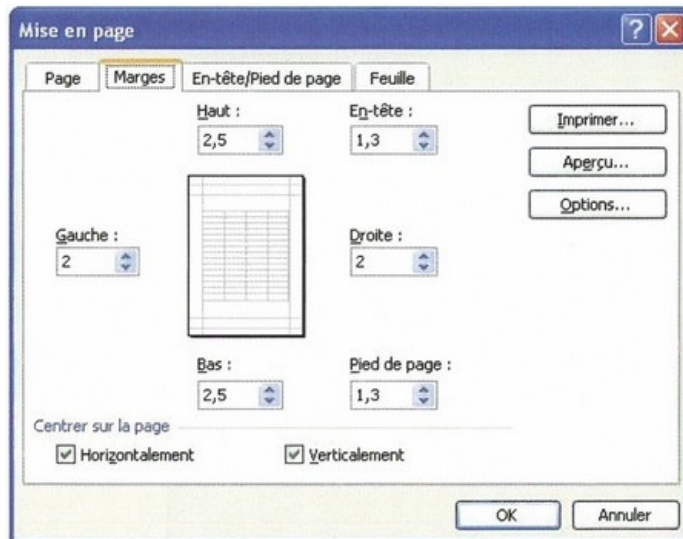 Mise en page
Page Marges En-tête/Pied de page Feuille
Haut : En-tête :
2,5 1,3
Imprimer...
Aperçu...
Options...
Gauche : Droite :
2 2
Bas : Pied de page :
2,5 1,3
Centrer sur la page
Horizontalement Verticalement
OK Annuler